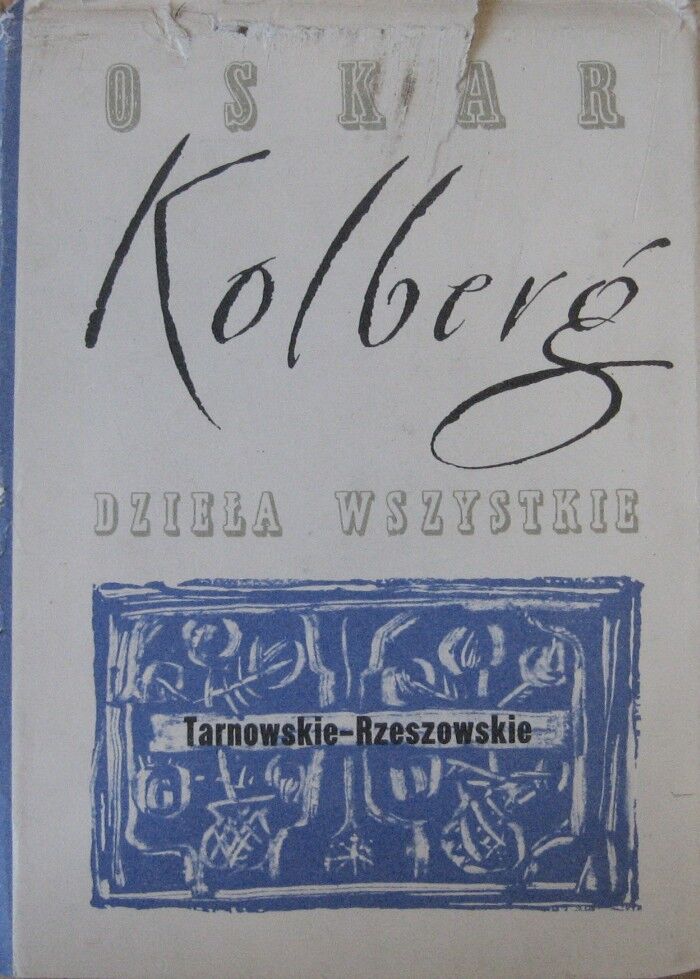 OSKAR
Kolberg
DZIEŁA WSZYSTKIE
Tarnowskie-Rzeszowskie